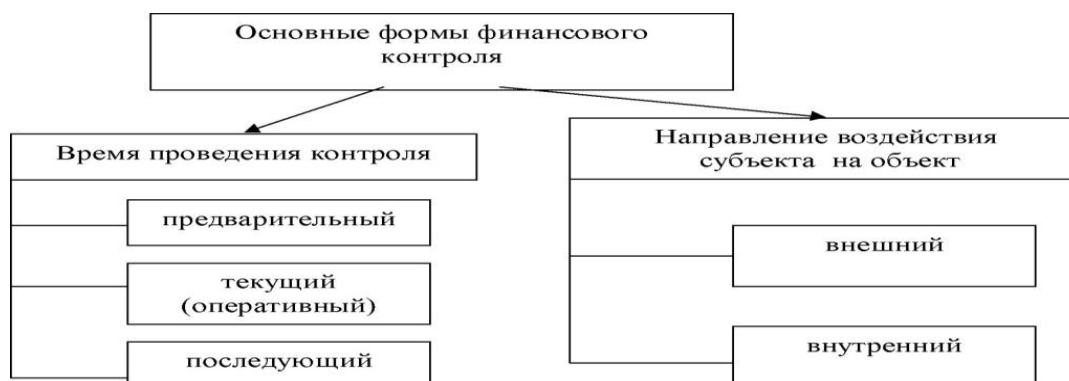 Основные формы финансового
контроля
Время проведения контроля
предварительный
текущий
(оперативный)
последующий
Направление воздействия
субъекта на объект
внешний
внутренний